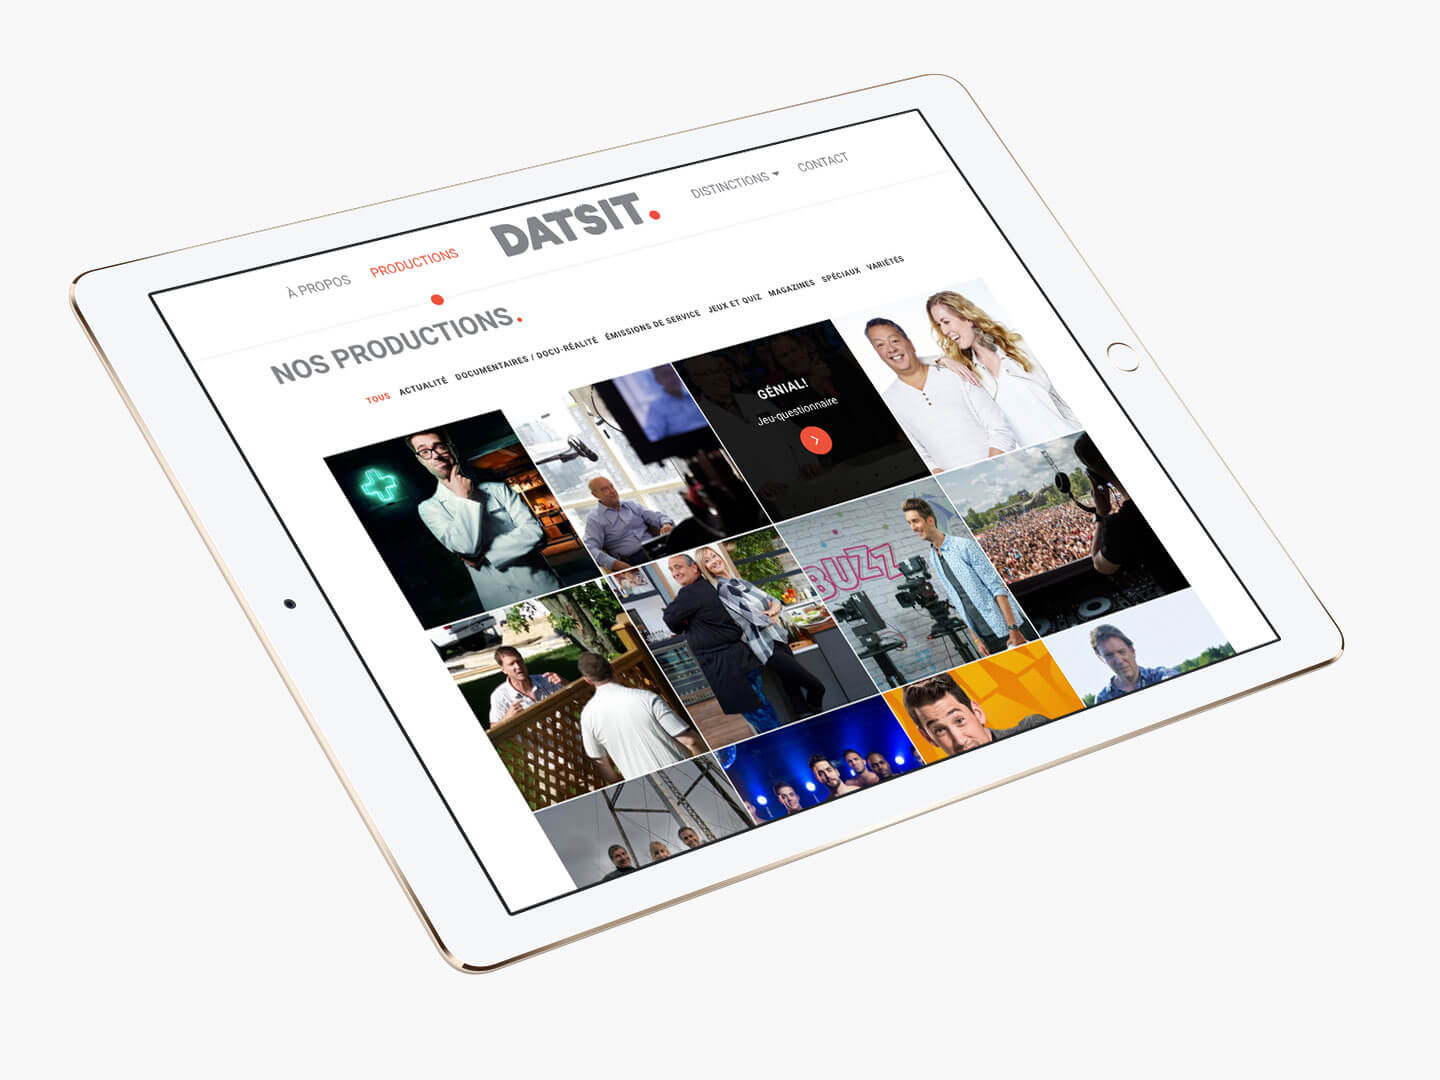 À PROPOS PRODUCTIONS DATSIT. DISTINCTIONS CONTACT
NOS PRODUCTIONS.
TOUS ACTUALITÉ DOCUMENTAIRES / DOCU-RÉALITÉ ÉMISSIONS DE SERVICE JEUX ET QUIZ MAGAZINES SPÉCIAUX VARIÉTÉS
GÉNIAL!
Jeu-questionnaire
BUZZ